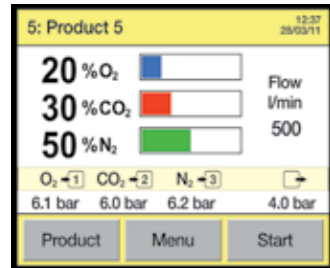 5: Product 5
12:37
28/03/11
20 %O₂
30 %CO₂
50 %N₂
Flow
l/min
500
O₂ 1 CO₂ 2 N₂ 3
6.1 bar 6.0 bar 6.2 bar 4.0 bar
Product Menu Start